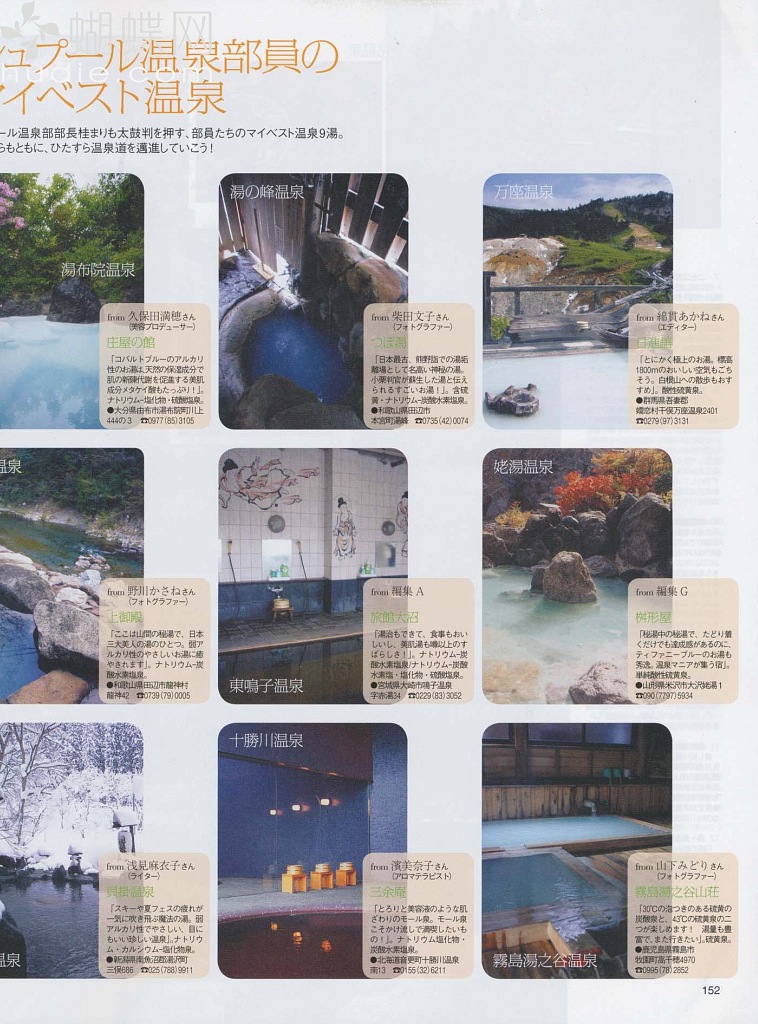 蝴蝶网
hudie.com
シュプール温泉部員の
マイベスト温泉
ール温泉部部長桂まりも太鼓判を押す、部員たちのマイベスト温泉9湯。
らもともに、ひたすら温泉道を邁進していこう!
湯布院温泉
from 久保田満穂さん
(美容プロデューサー)
庄屋の館
「コバルトブルーのアルカリ
性のお湯は、天然の保湿成分で
肌の新陳代謝を促進する美肌
成分メタケイ酸もたっぷり!」。
ナトリウム−塩化物・硫酸塩泉。
●大分県由布市湯布院町川上
444の3 ☎0977(85)3105
湯の峰温泉
from 柴田文子さん
(フォトグラファー)
つぼ湯
「日本最古、熊野詣での湯垢
離場として名高い神秘の湯。
小栗判官が蘇生した湯と伝え
られるすごいお湯!」。含硫
黄・ナトリウム−炭酸水素塩泉。
●和歌山県田辺市
本宮町湯峰 ☎0735(42)0074
万座温泉
from 綿貫あかねさん
(エディター)
日進館
「とにかく極上のお湯。標高
1800mのおいしい空気もごち
そう。白根山への散歩もおす
すめ」。酸性硫黄泉。
●群馬県吾妻郡
嬬恋村干俣万座温泉2401
☎0279(97)3131
温泉
from 野川かさねさん
(フォトグラファー)
上御殿
「ここは山間の秘湯で、日本
三大美人の湯のひとつ。弱ア
ルカリ性のやさしいお湯に癒
やされます」。ナトリウム−炭
酸水素塩泉。
●和歌山県田辺市龍神村
龍神42 ☎0739(79)0005
東鳴子温泉
from 編集A
旅館大沼
「湯治もできて、食事もおい
しいし、美肌湯も噂以上のす
ばらしさ!」。ナトリウム−炭
酸水素塩泉/ナトリウム−炭酸
水素塩・塩化物・硫酸塩泉。
●宮城県大崎市鳴子温泉
字赤湯34 ☎0229(83)3052
姥湯温泉
from 編集G
桝形屋
「秘湯中の秘湯で、たどり着
くだけでも達成感があるのに、
ティファニーブルーのお湯も
秀逸。温泉マニアが集う宿」。
単純酸性硫黄泉。
●山形県米沢市大沢姥湯1
☎090(7797)5934
温泉
from 浅見麻衣子さん
(ライター)
貝掛温泉
「スキーや夏フェスの疲れが
一気に吹き飛ぶ魔法の湯。弱
アルカリ性でやさしい、目に
もいい珍しい温泉」。ナトリウ
ム・カルシウム−塩化物泉。
●新潟県南魚沼郡湯沢町
三俣686 ☎025(788)9911
十勝川温泉
from 濱美奈子さん
(アロマテラピスト)
三余庵
「とろりと美容液のような肌
ざわりのモール泉。モール泉
こそかけ流しで満喫したいも
の!」。ナトリウム塩化物・
炭酸水素塩泉。
●北海道音更町十勝川温泉
南13 ☎0155(32)6211
霧島湯之谷温泉
from 山下みどりさん
(フォトグラファー)
霧島湯之谷山荘
「30℃の泡つきのある硫黄の
炭酸泉と、43℃の硫黄泉の二
つが楽しめます! 湯量も豊
富で、また行きたい」。硫黄泉。
●鹿児島県霧島市
牧園町高千穂4970
☎0995(78)2852
152